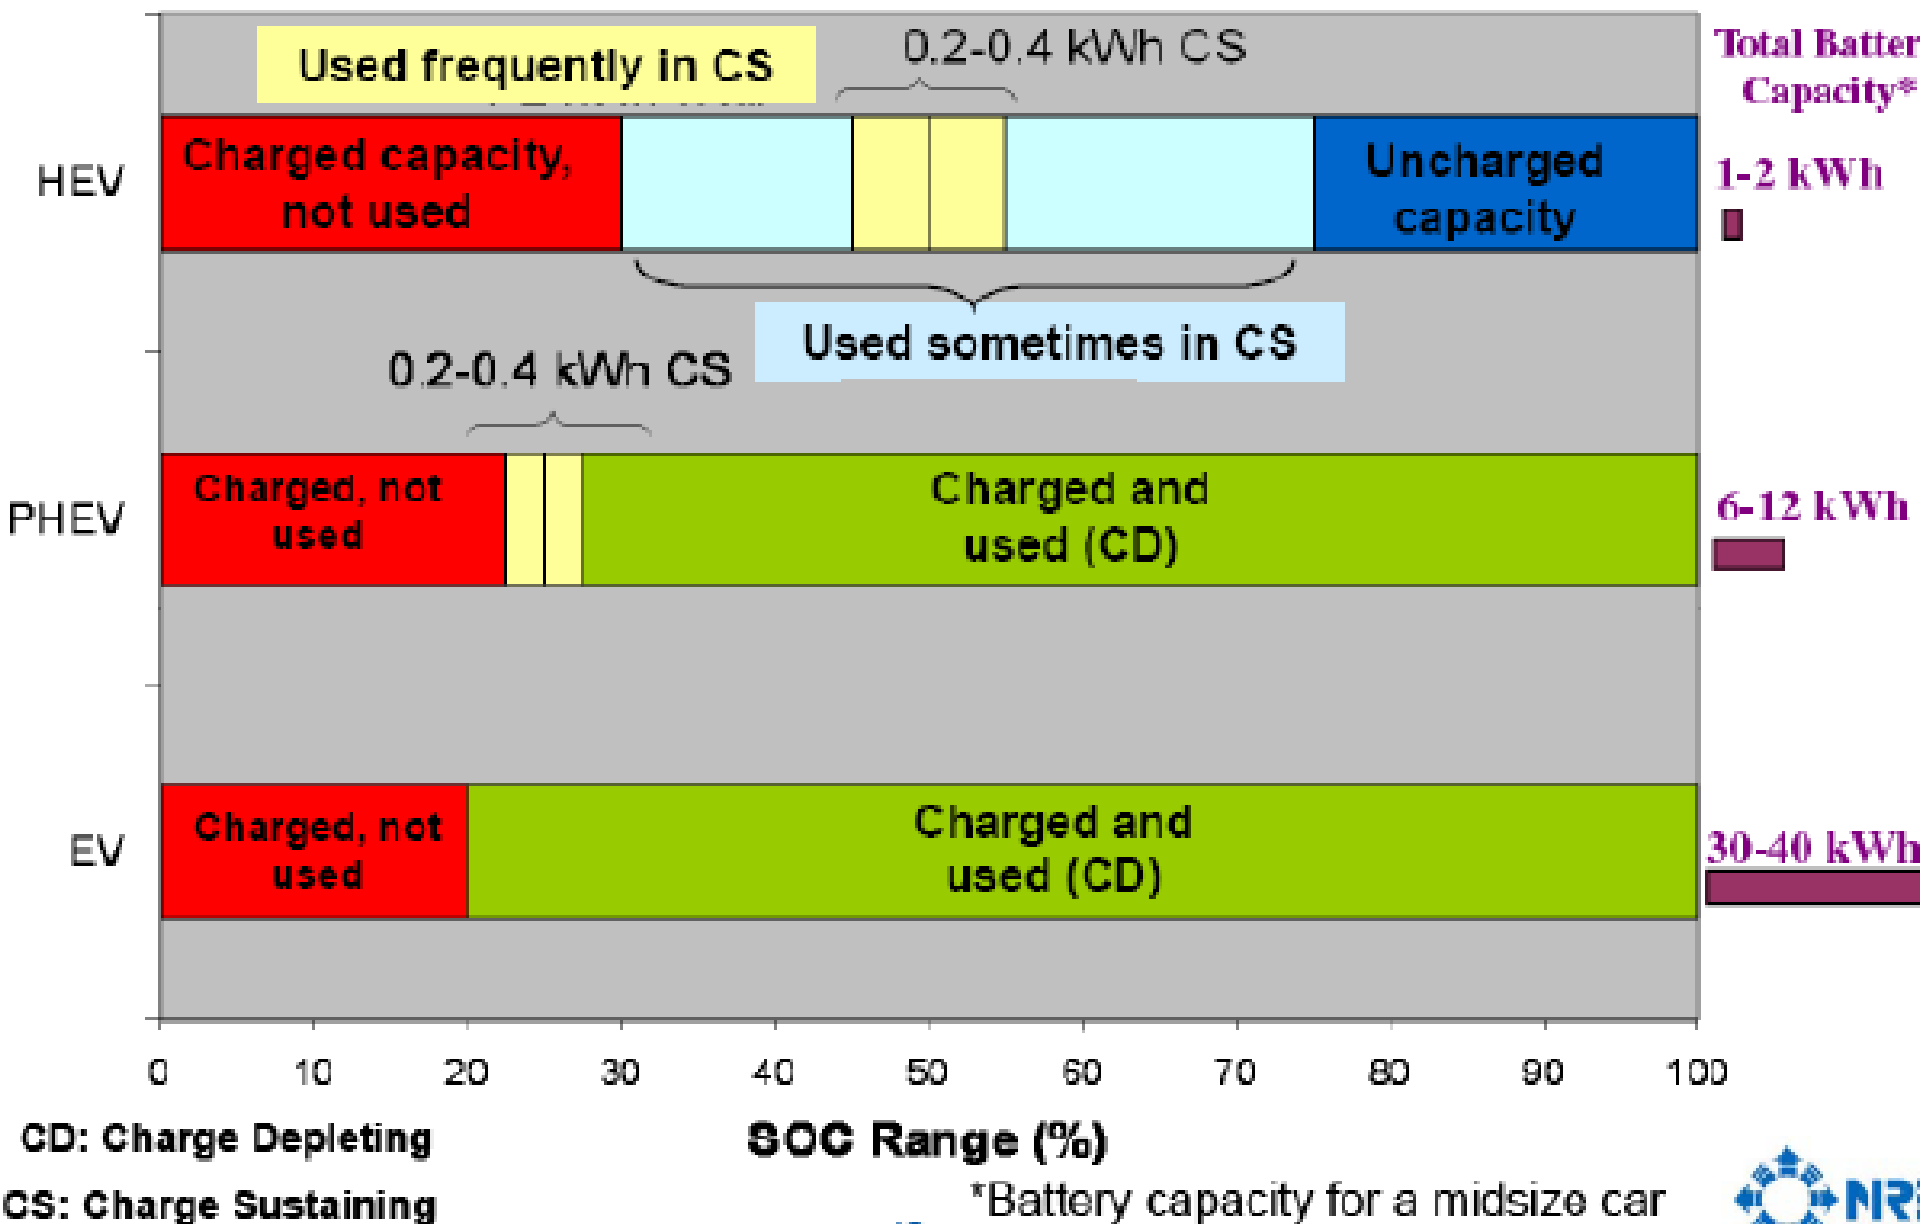 Used frequently in CS
0.2-0.4 kWh CS
Total Batter
Capacity*
HEV
Charged capacity,
not used
Uncharged
capacity
1-2 kWh
Used sometimes in CS
0.2-0.4 kWh CS
PHEV
Charged, not
used
Charged and
used (CD)
6-12 kWh
EV
Charged, not
used
Charged and
used (CD)
30-40 kWh
0 10 20 30 40 50 60 70 80 90 100
CD: Charge Depleting
SOC Range (%)
CS: Charge Sustaining
*Battery capacity for a midsize car